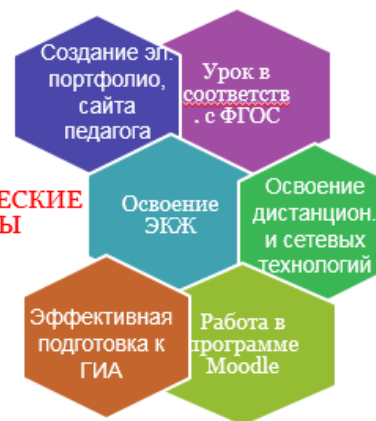 Создание эл.
портфолио,
сайта
педагога
Урок в
соответств
. с ФГОС
Освоение
ЭКЖ
Освоение
дистанцион.
и сетевых
технологий
Эффективная
подготовка к
ГИА
Работа в
программе
Moodle